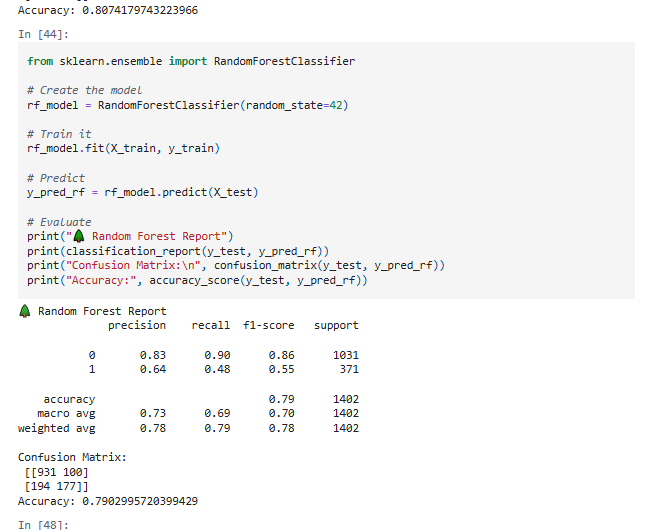 Accuracy: 0.8074179743223966
In [44]:
from sklearn.ensemble import RandomForestClassifier
# Create the model
rf_model = RandomForestClassifier(random_state=42)
# Train it
rf_model.fit(X_train, y_train)
# Predict
y_pred_rf = rf_model.predict(X_test)
# Evaluate
print("🌲 Random Forest Report")
print(classification_report(y_test, y_pred_rf))
print("Confusion Matrix:\n", confusion_matrix(y_test, y_pred_rf))
print("Accuracy:", accuracy_score(y_test, y_pred_rf))
🌲 Random Forest Report
precision recall f1-score support
0 0.83 0.90 0.86 1031
1 0.64 0.48 0.55 371
accuracy 0.79 1402
macro avg 0.73 0.69 0.70 1402
weighted avg 0.78 0.79 0.78 1402
Confusion Matrix:
[[931 100]
[194 177]]
Accuracy: 0.7902995720399429
In [48]: